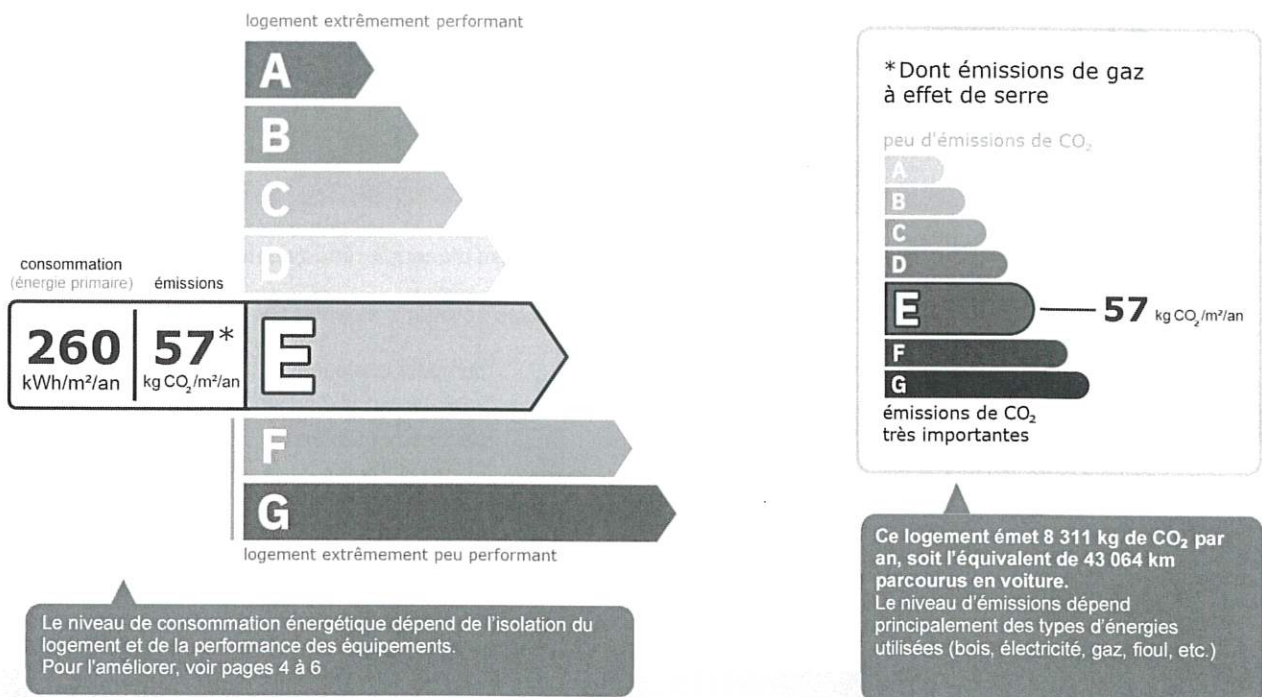 logement extrêmement performant
A
B
C
D
consommation
(énergie primaire)
émissions
260
kWh/m²/an
57*
kg CO₂/m²/an
E
F
G
logement extrêmement peu performant
Le niveau de consommation énergétique dépend de l'isolation du
logement et de la performance des équipements.
Pour l'améliorer, voir pages 4 à 6
*Dont émissions de gaz
à effet de serre
peu d'émissions de CO₂
A
B
C
D
E
57 kg CO₂/m²/an
F
G
émissions de CO₂
très importantes
Ce logement émet 8 311 kg de CO₂ par
an, soit l'équivalent de 43 064 km
parcourus en voiture.
Le niveau d'émissions dépend
principalement des types d'énergies
utilisées (bois, électricité, gaz, fioul, etc.)